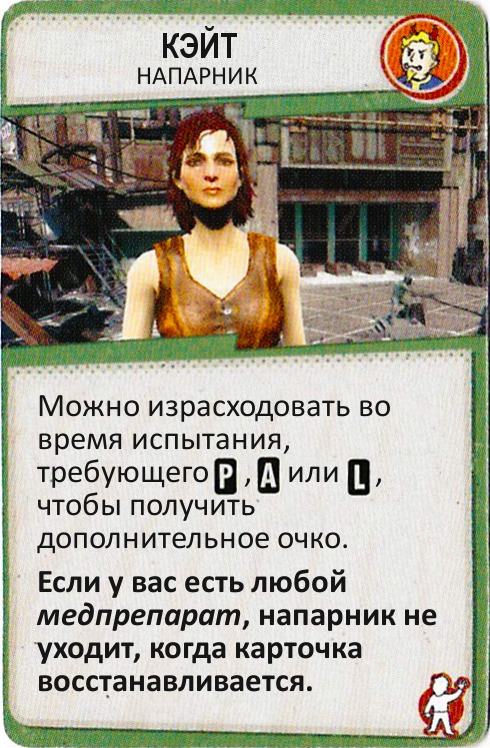 КЭЙТ
НАПАРНИК
Можно израсходовать во
время испытания,
требующего P, A или L,
чтобы получить
дополнительное очко.
Если у вас есть любой
медпрепарат, напарник не
уходит, когда карточка
восстанавливается.